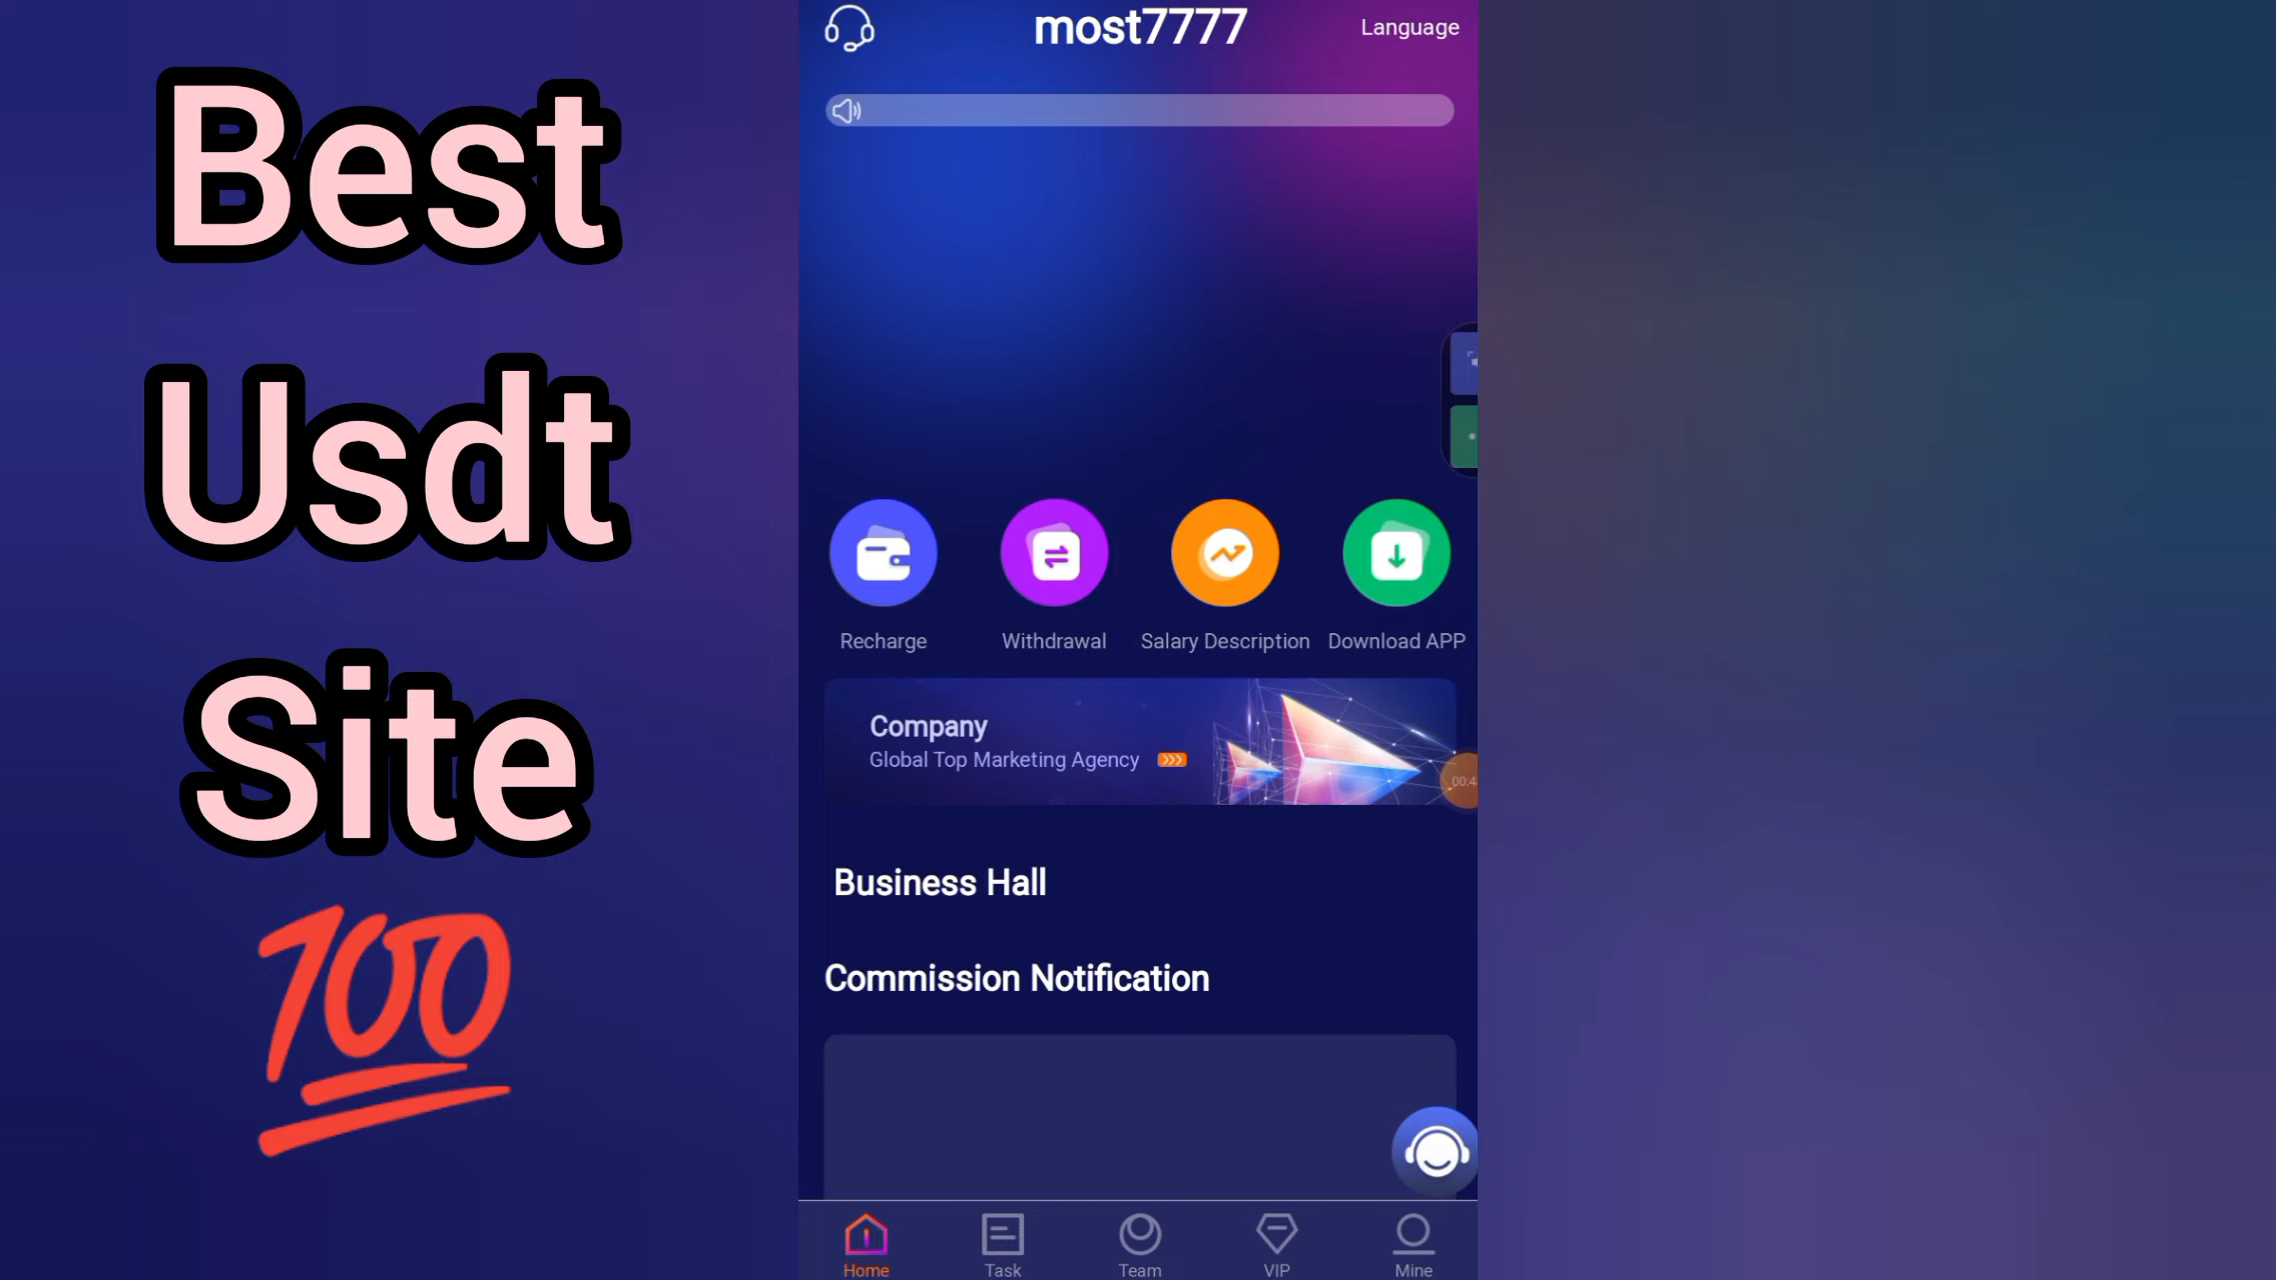 Best
Usdt
Site
💯
most7777
Language
Recharge
Withdrawal
Salary Description
Download APP
Company
Global Top Marketing Agency
Business Hall
Commission Notification
Home
Task
Team
VIP
Mine